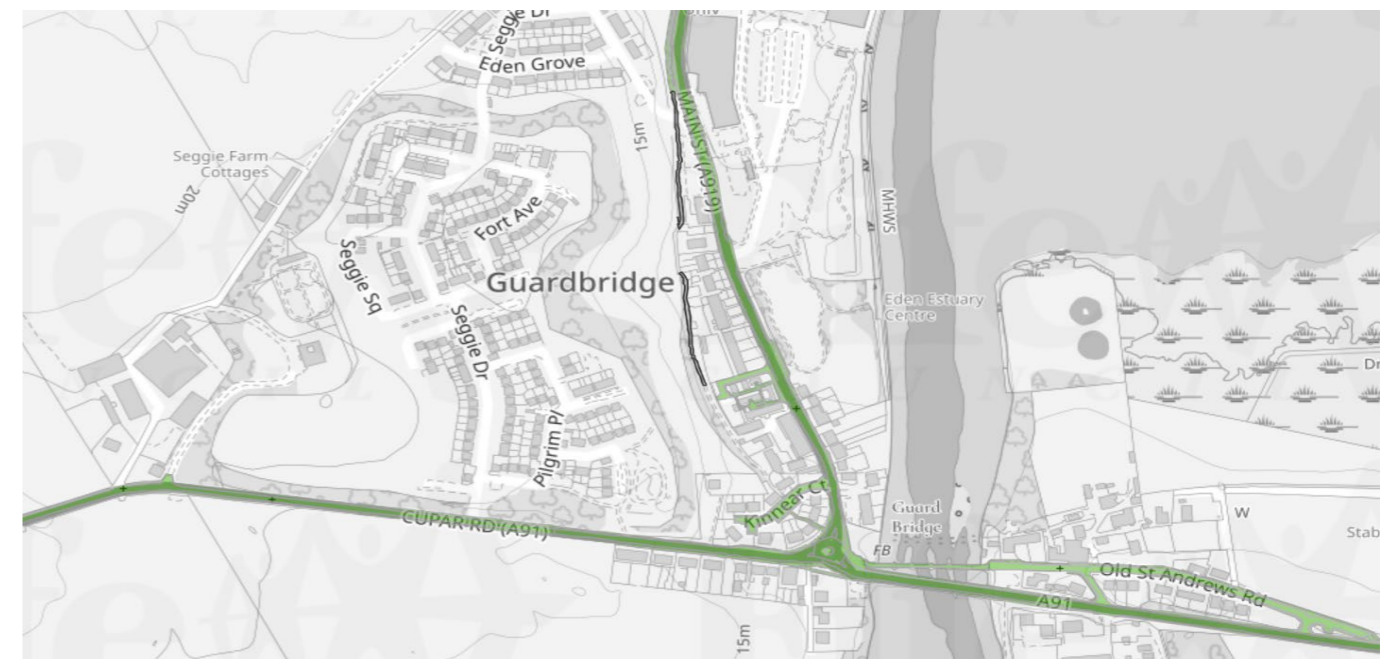 Seggie Dr
Eden Grove
MAIN ST (A919)
15m
Seggie Farm
Cottages
20m
Fort Ave
Seggie Sq
MHWS
Guardbridge
Eden Estuary
Centre
Seggie Dr
Pilgrim Pl
Innear Ct
Guard
Bridge
W
CUPAR RD (A91)
FB
Stab
Old St Andrews Rd
A91
15m
Dr